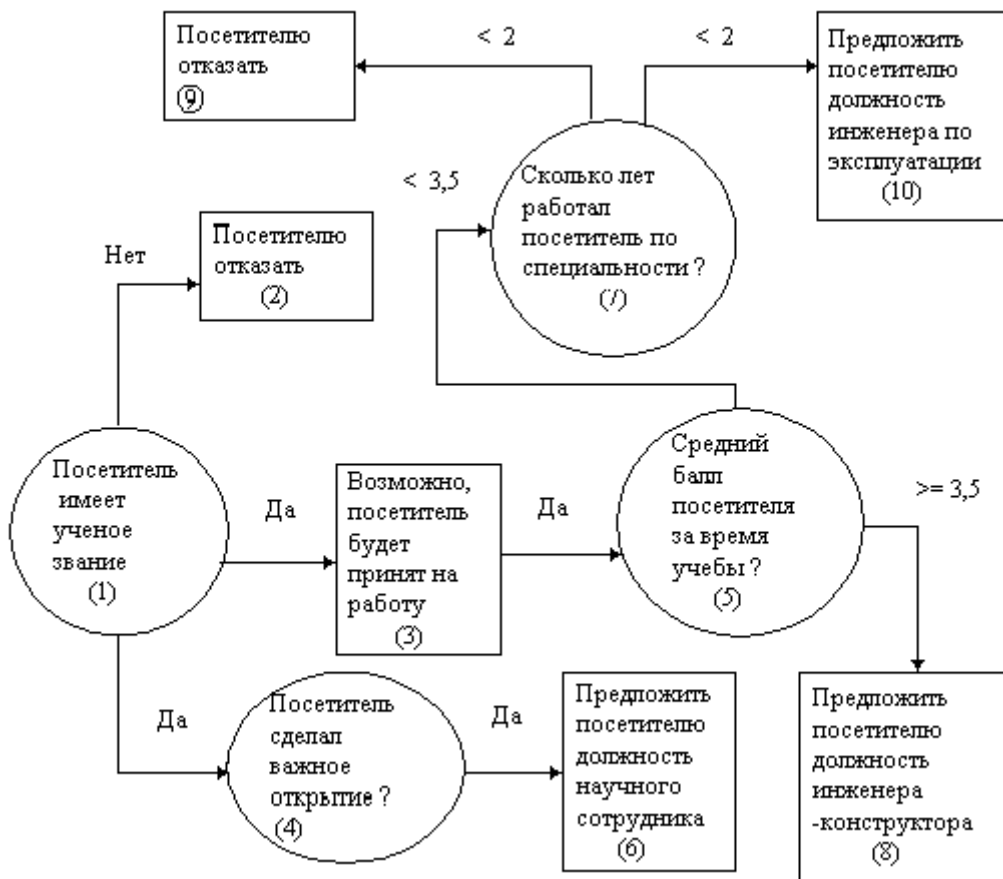 Посетителю
отказать
(9)
< 2
< 2
Предложить
посетителю
должность
инженера по
эксплуатации
(10)
< 3,5
Сколько лет
работал
посетитель по
специальности ?
(7)
Нет
Посетителю
отказать
(2)
Посетитель
имеет
ученое
звание
(1)
Да
Возможно,
посетитель
будет
принят на
работу
(3)
Да
Средний
балл
посетителя
за время
учебы ?
(5)
>= 3,5
Да
Посетитель
сделал
важное
открытие ?
(4)
Да
Предложить
посетителю
должность
научного
сотрудника
(6)
Предложить
посетителю
должность
инженера
-конструктора
(8)